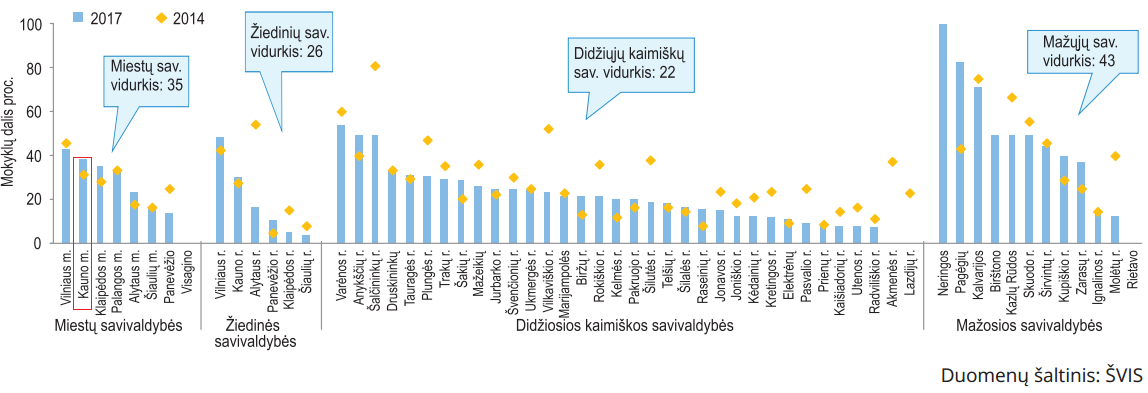 2017
2014
Mokyklų dalis proc.
100
80
60
40
20
0
Miestų sav.
vidurkis: 35
Žiedinių sav.
vidurkis: 26
Didžiųjų kaimiškų
sav. vidurkis: 22
Mažųjų sav.
vidurkis: 43
Vilniaus m.
Kauno m.
Klaipėdos m.
Palangos m.
Alytaus m.
Šiaulių m.
Panevėžio
Visagino
Vilniaus r.
Kauno r.
Alytaus r.
Panevėžio r.
Klaipėdos r.
Šiaulių r.
Varėnos r.
Anykščių r.
Šalčininkų r.
Druskininkų
Tauragės r.
Plungės r.
Trakų r.
Šakių r.
Mažeikių
Jurbarko r.
Švenčionių r.
Ukmergės r.
Vilkaviškio r.
Marijampolės
Biržų r.
Rokiškio r.
Kelmės r.
Pakruojo r.
Šilutės r.
Telšių r.
Šilalės r.
Raseinių r.
Jonavos r.
Joniškio r.
Kėdainių r.
Kretingos r.
Elektrėnų
Pasvalio r.
Prienų r.
Kaišiadorių r.
Utenos r.
Radviliškio r.
Akmenės r.
Lazdijų r.
Neringos
Pagėgių
Kalvarijos
Birštono
Kazlų Rūdos
Skuodo r.
Širvintų r.
Kupiškio r.
Zarasų r.
Ignalinos r.
Molėtų r.
Rietavo
Miestų savivaldybės
Žiedinės
savivaldybės
Didžiosios kaimiškos savivaldybės
Mažosios savivaldybės
Duomenų šaltinis: ŠVIS